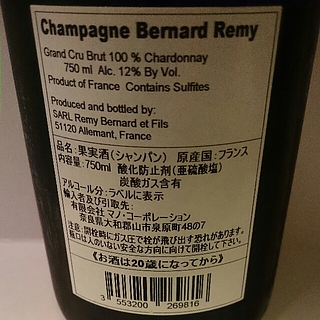 Champagne Bernard Remy
Grand Cru Brut 100 % Chardonnay
750 ml Alc. 12% By Vol.
Product of France Contains Sulfites
Produced and bottled by:
SARL Remy Bernard et Fils
51120 Allemant, France
品名:果実酒(シャンパン) 原産国:フランス
内容量:750ml 酸化防止剤(亜硫酸塩)
炭酸ガス含有
アルコール分:ラベルに表示
輸入者及び引取先:
有限会社 マノ・コーポレーション
奈良県大和郡山市泉原町48の7
注意:開栓時にガス圧で栓が飛び出す恐れがあります。
瓶口は人のいない安全な方向に向けて開栓して下さい。
《お酒は20歳になってから》
3 553200 269816